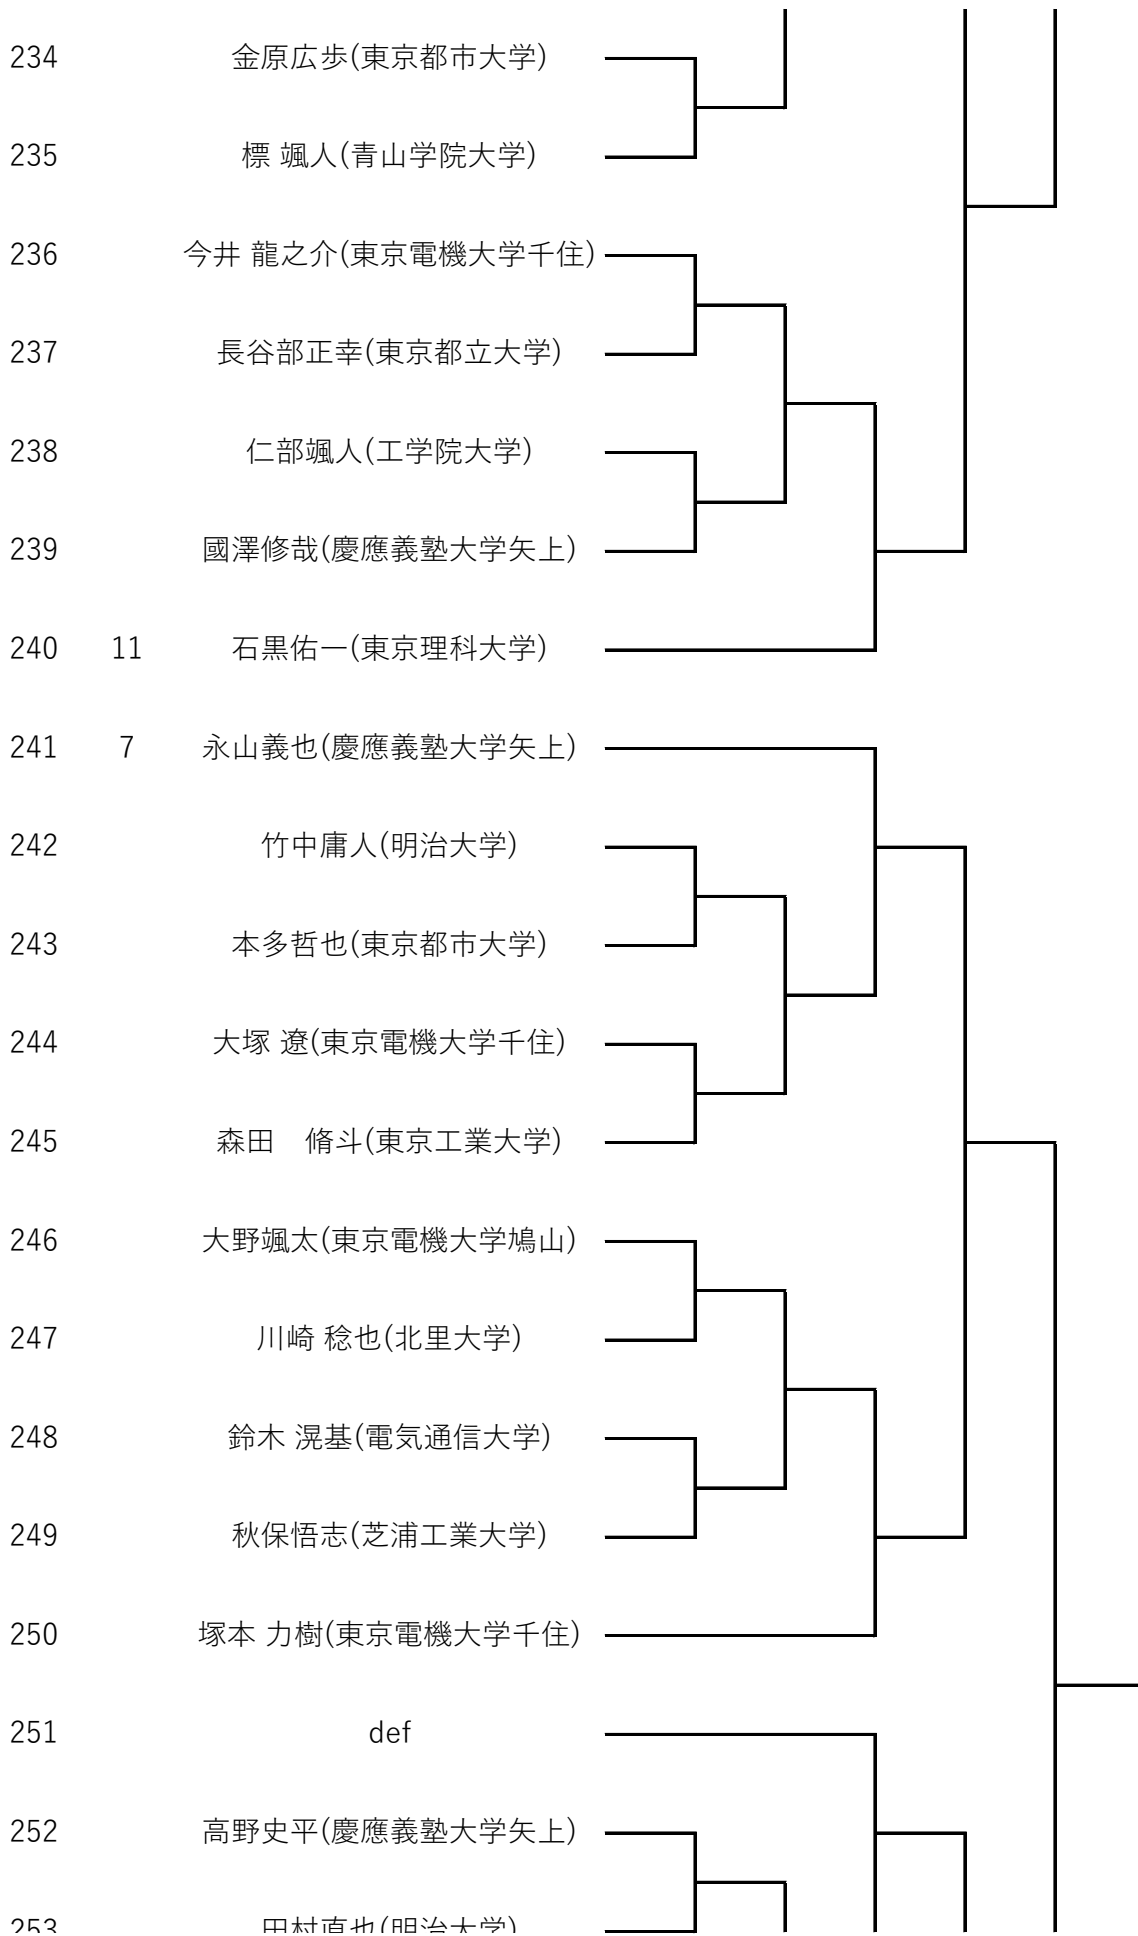 234 金原広歩(東京都市大学)
235 標 颯人(青山学院大学)
236 今井 龍之介(東京電機大学千住)
237 長谷部正幸(東京都立大学)
238 仁部颯人(工学院大学)
239 國澤修哉(慶應義塾大学矢上)
240 11 石黒佑一(東京理科大学)
241 7 永山義也(慶應義塾大学矢上)
242 竹中庸人(明治大学)
243 本多哲也(東京都市大学)
244 大塚 遼(東京電機大学千住)
245 森田　脩斗(東京工業大学)
246 大野颯太(東京電機大学鳩山)
247 川崎 稔也(北里大学)
248 鈴木 滉基(電気通信大学)
249 秋保悟志(芝浦工業大学)
250 塚本 力樹(東京電機大学千住)
251 def
252 高野史平(慶應義塾大学矢上)
253 田村直也(明治大学)